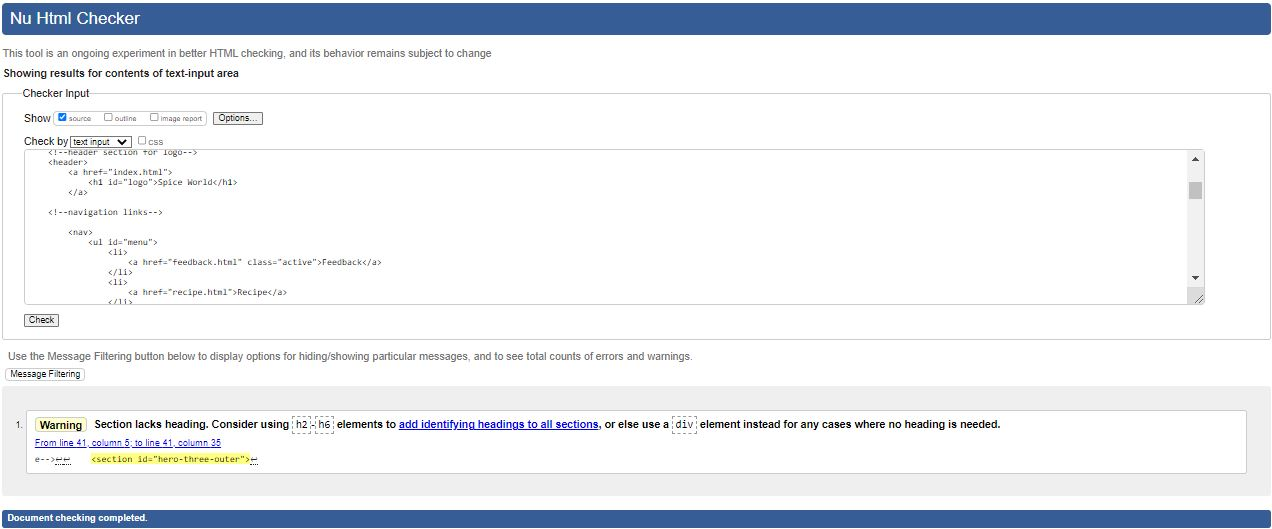 Nu Html Checker
This tool is an ongoing experiment in better HTML checking, and its behavior remains subject to change
Showing results for contents of text-input area
Checker Input
Show source outline image report Options...
Check by text input css
<!--header section for logo-->
<header>
<a href="index.html">
<h1 id="logo">Spice World</h1>
</a>
<!--navigation links-->
<nav>
<ul id="menu">
<li>
<a href="feedback.html" class="active">Feedback</a>
</li>
<li>
<a href="recipe.html">Recipe</a>
</li>
Check
Use the Message Filtering button below to display options for hiding/showing particular messages, and to see total counts of errors and warnings.
Message Filtering
1. Warning Section lacks heading. Consider using h2-h6 elements to add identifying headings to all sections, or else use a div element instead for any cases where no heading is needed.
From line 41, column 5; to line 41, column 35
e-->↩↩ <section id="hero-three-outer">↩
Document checking completed.